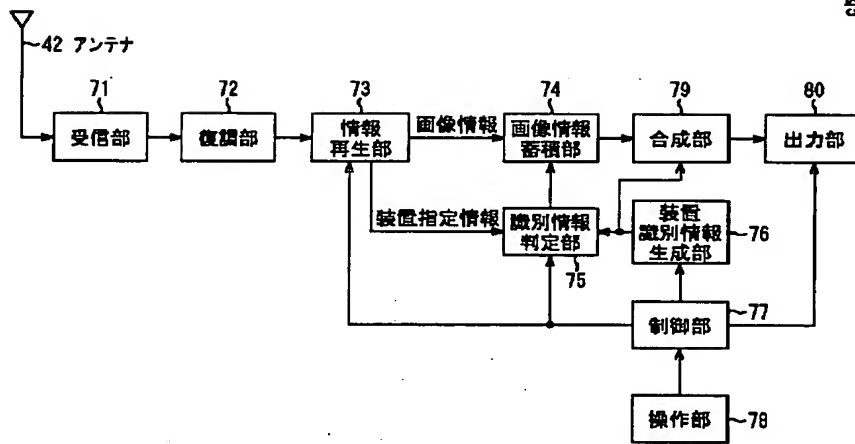 42 アンテナ
71
受信部
72
復調部
73
情報
再生部
画像情報
74
画像情報
蓄積部
79
合成部
80
出力部
装置指定情報
識別情報
判定部
75
装置
識別情報
生成部
76
制御部
77
操作部
78